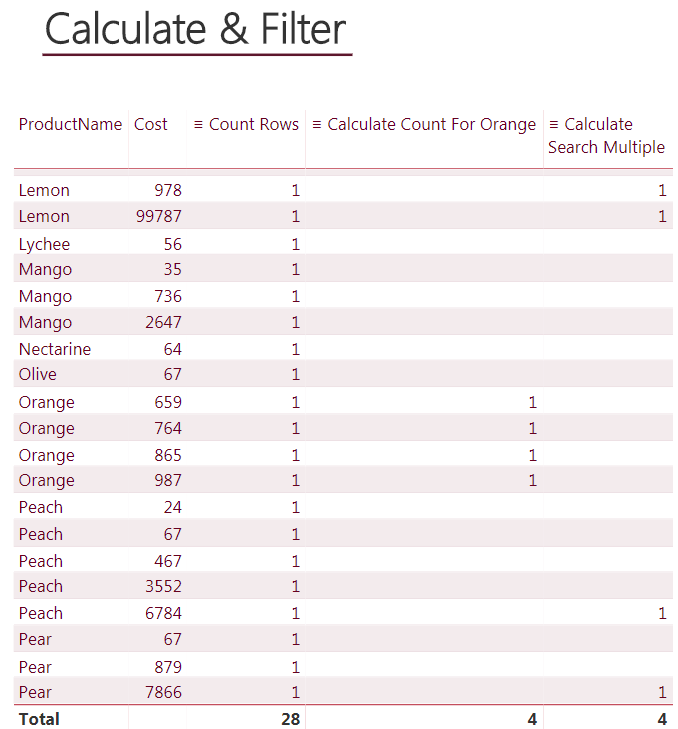 Calculate & Filter
ProductName Cost ≡ Count Rows ≡ Calculate Count For Orange ≡ Calculate
Search Multiple
Lemon 978 1 1
Lemon 99787 1 1
Lychee 56 1
Mango 35 1
Mango 736 1
Mango 2647 1
Nectarine 64 1
Olive 67 1
Orange 659 1 1
Orange 764 1 1
Orange 865 1 1
Orange 987 1 1
Peach 24 1
Peach 67 1
Peach 467 1
Peach 3552 1
Peach 6784 1 1
Pear 67 1
Pear 879 1
Pear 7866 1 1
Total 28 4 4